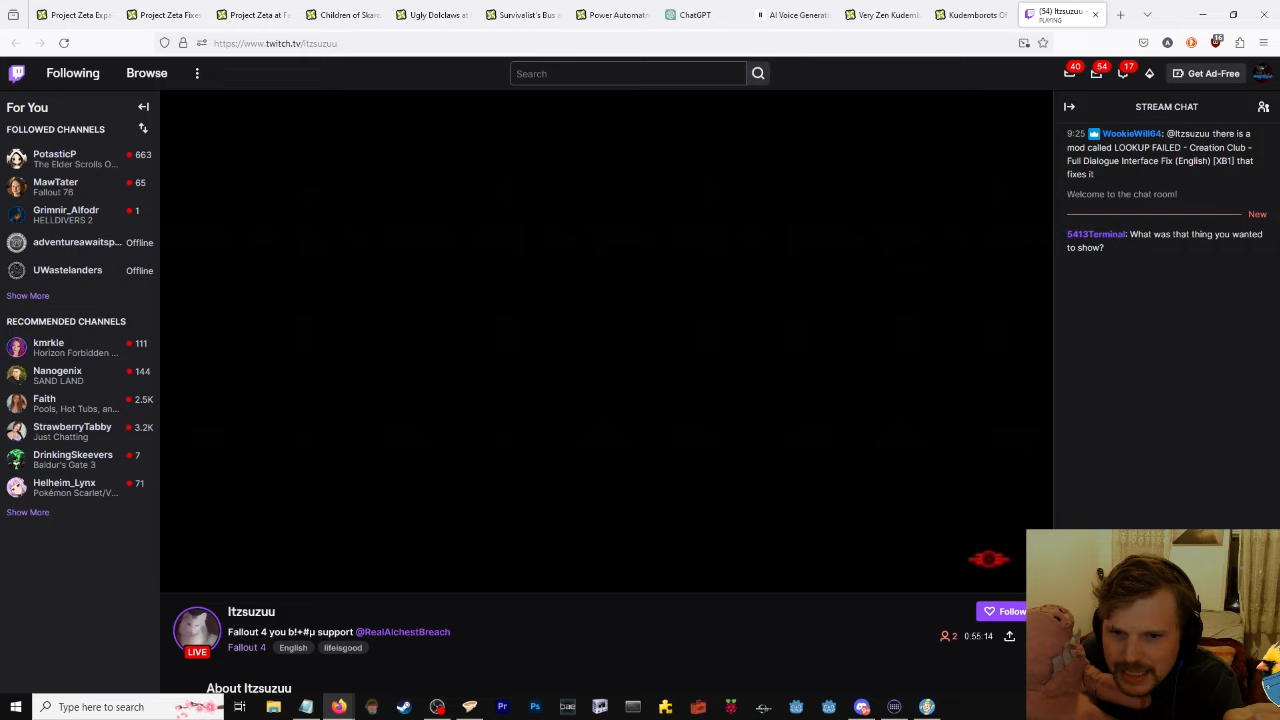 Project Zeta Exp
Project Zeta Fixes
Project Zeta at Fa
Children of Skar
Ugly Dolclaws at
Survivalist's Bus a
Power Automatr
ChatGPT
AI Voice Generato
Very Zen Kudemb
Kudemborots Of
(54) Itzsuzuu -
PLAYING
https://www.twitch.tv/itzsuzuu
16
Following
Browse
Search
40
54
17
Get Ad-Free
For You
FOLLOWED CHANNELS
PotasticP
663
The Elder Scrolls O...
MawTater
65
Fallout 76
Grimnir_Alfodr
1
HELLDIVERS 2
adventureawaitsp...
Offline
UWastelanders
Offline
Show More
RECOMMENDED CHANNELS
kmrkle
111
Horizon Forbidden ...
Nanogenix
144
SAND LAND
Faith
2.5K
Pools, Hot Tubs, an...
StrawberryTabby
3.2K
Just Chatting
DrinkingSkeevers
7
Baldur's Gate 3
Helheim_Lynx
71
Pokémon Scarlet/V...
Show More
STREAM CHAT
9:25 WookieWill64: @Itzsuzuu there is a
mod called LOOKUP FAILED - Creation Club -
Full Dialogue Interface Fix (English) [XB1] that
fixes it
Welcome to the chat room!
New
5413Terminal: What was that thing you wanted
to show?
Itzsuzuu
Follow
Fallout 4 you b!+#µ support @RealAlchestBreach
2
0:55:14
LIVE
Fallout 4
English
lifeisgood
About Itzsuzuu
Type here to search
Pr
Ps
bae